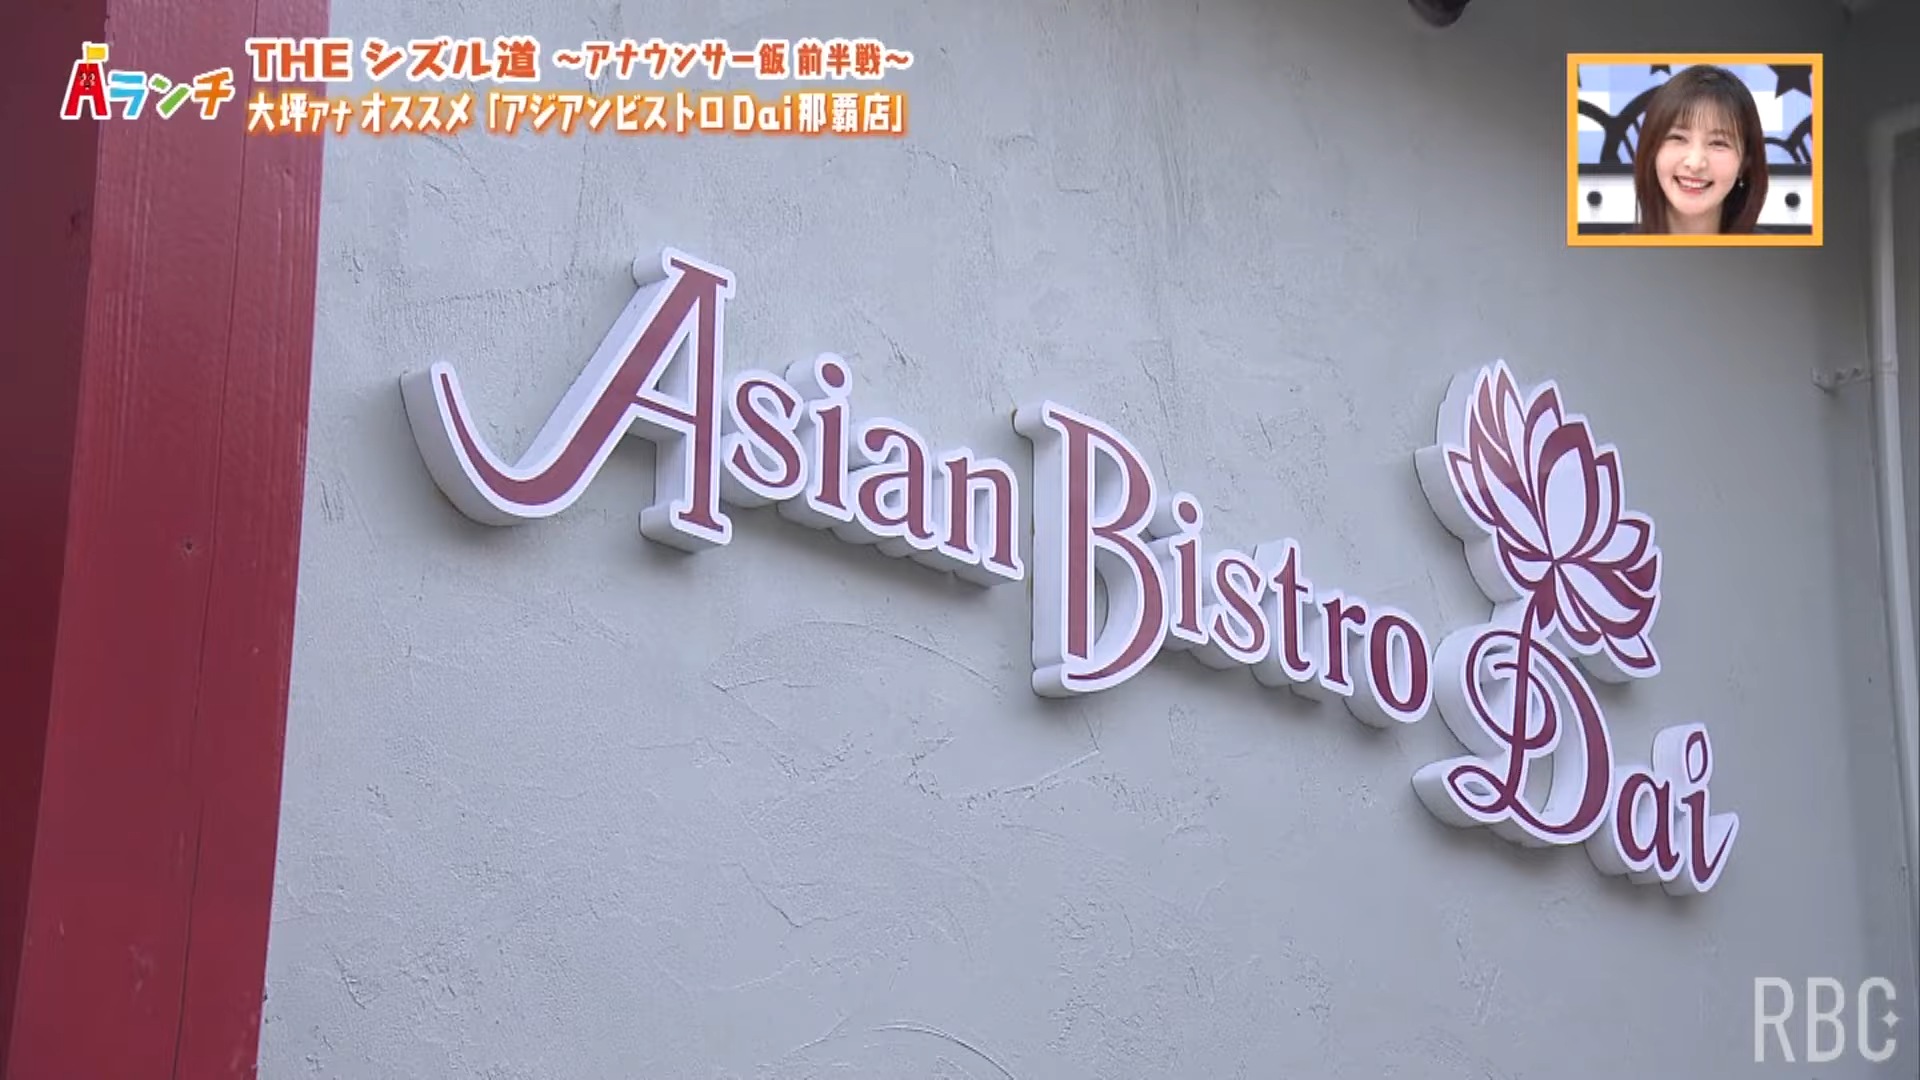 Aランチ
THE シズル道 ～アナウンサー飯 前半戦～
大坪アナ オススメ「アジアンビストロDai那覇店」
Asian Bistro Dai
RBC